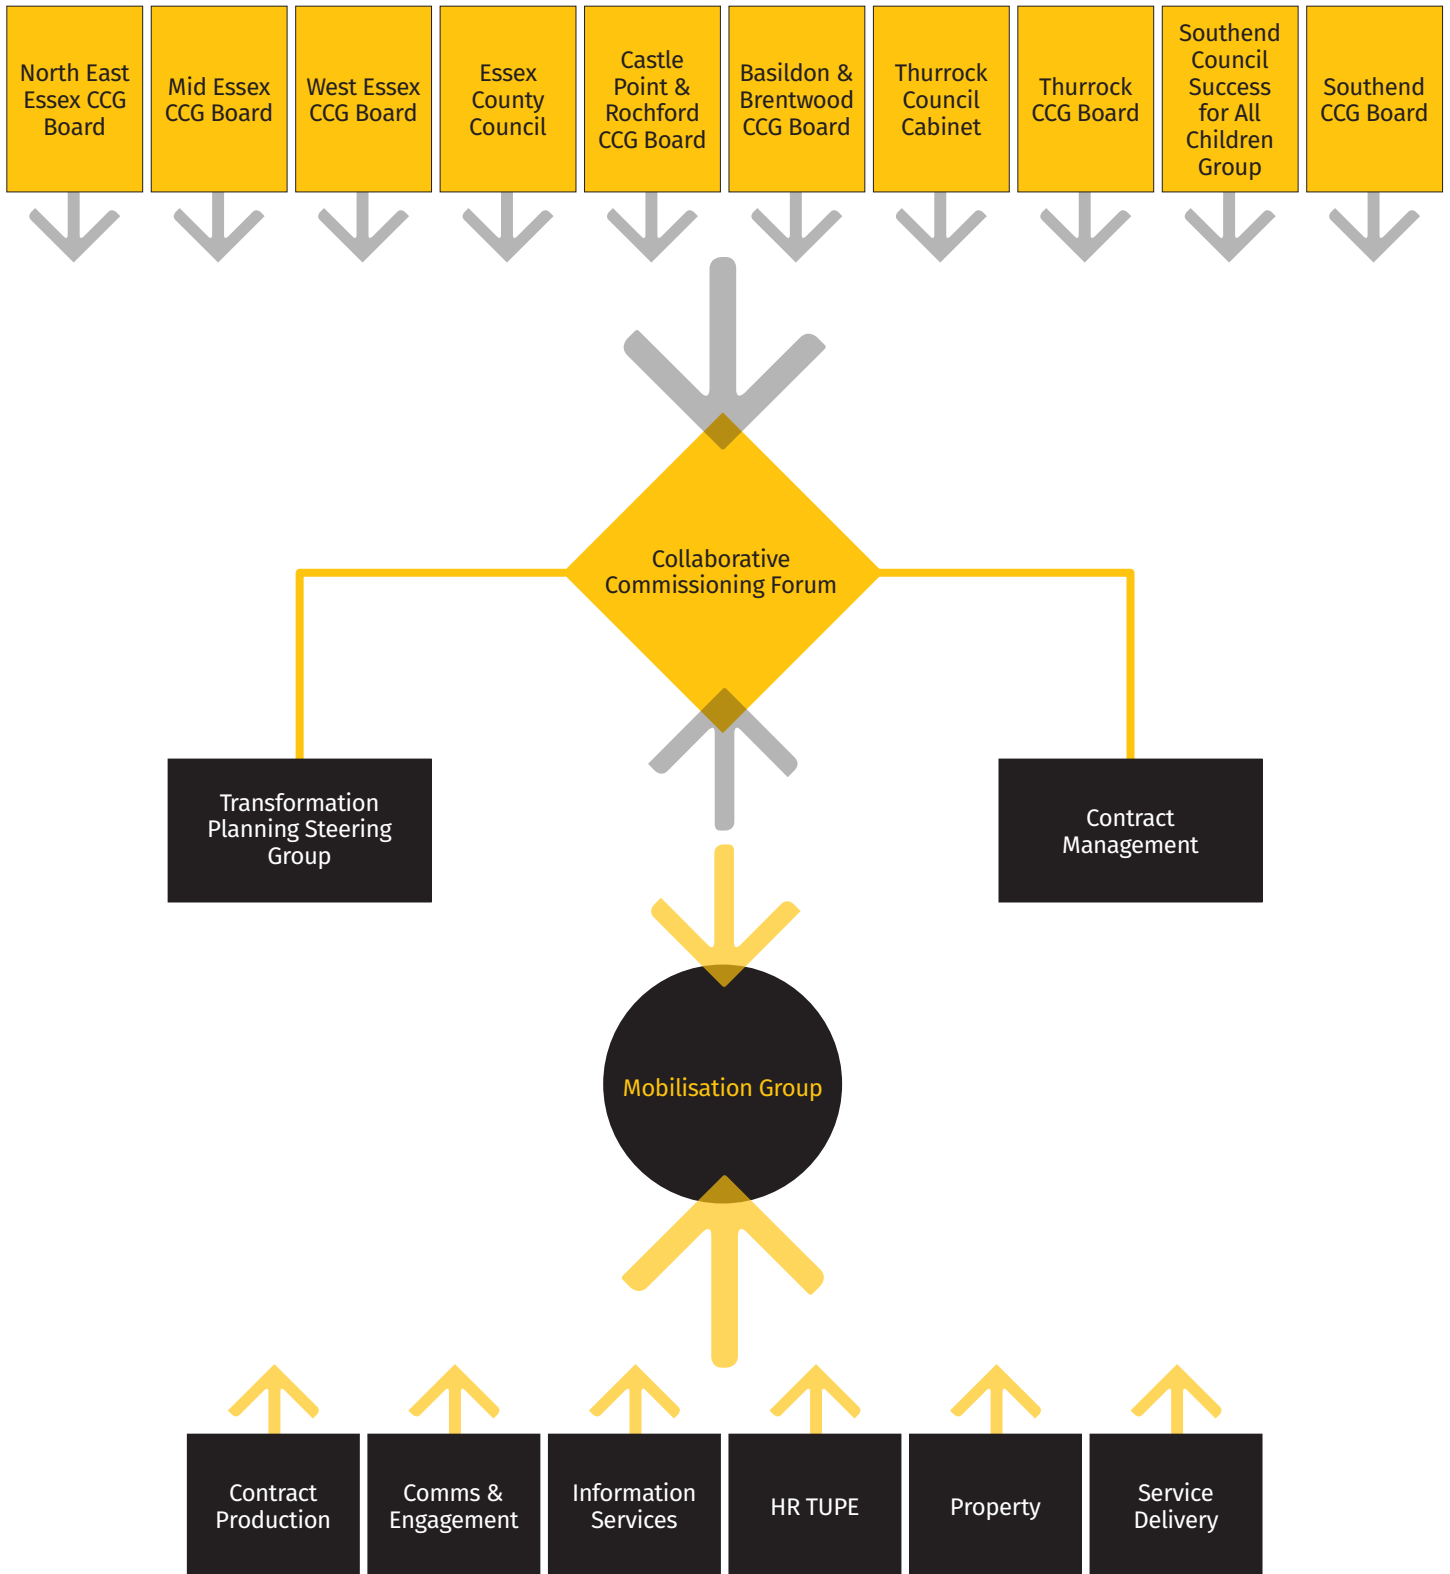 North East
Essex CCG
Board
Mid Essex
CCG Board
West Essex
CCG Board
Essex
County
Council
Castle
Point &
Rochford
CCG Board
Basildon &
Brentwood
CCG Board
Thurrock
Council
Cabinet
Thurrock
CCG Board
Southend
Council
Success
for All
Children
Group
Southend
CCG Board
Collaborative
Commissioning Forum
Transformation
Planning Steering
Group
Contract
Management
Mobilisation Group
Contract
Production
Comms &
Engagement
Information
Services
HR TUPE
Property
Service
Delivery